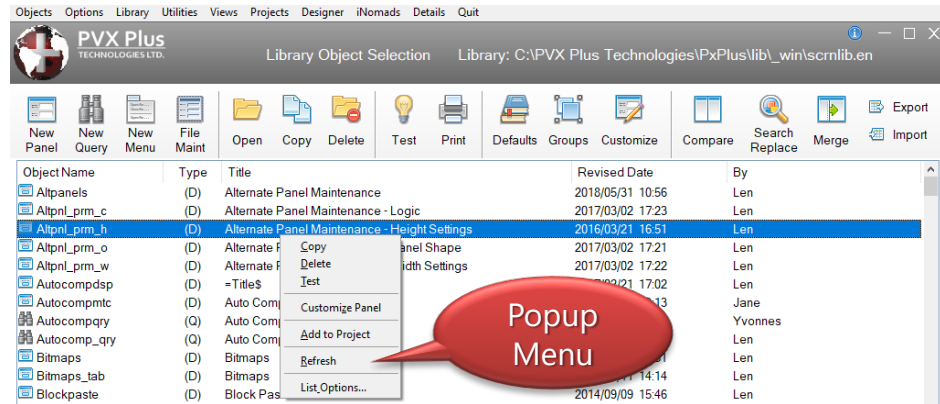 Objects Options Library Utilities Views Projects Designer iNomads Details Quit
PVX Plus
TECHNOLOGIES LTD.
Library Object Selection Library: C:\PVX Plus Technologies\PxPlus\lib\_win\scrnlib.en
New Panel New Query New Menu File Maint Open Copy Delete Test Print Defaults Groups Customize Compare Search Replace Merge Export Import
Object Name Type Title Revised Date By
Altpanels (D) Alternate Panel Maintenance 2018/05/31 10:56 Len
Altpnl_prm_c (D) Alternate Panel Maintenance - Logic 2017/03/02 17:23 Len
Altpnl_prm_h (D) Alternate Panel Maintenance - Height Settings 2016/03/21 16:51 Len
Altpnl_prm_o (D) Alternate Panel Shape 2017/03/02 17:21 Len
Altpnl_prm_w (D) Alternate Settings 2017/03/02 17:22 Len
Autocompdsp (D) =Title$ 17:02 Len
Autocompmtc (D) Auto Jane
Autocompqry (Q) Auto Yvonnes
Autocomp_qry (Q) Auto Len
Bitmaps (D) Bitmaps Len
Bitmaps_tab (D) Bitmaps 14:14 Len
Blockpaste (D) Block 2014/09/09 15:46 Len
Copy
Delete
Test
Customize Panel
Add to Project
Refresh
List Options...
Popup
Menu